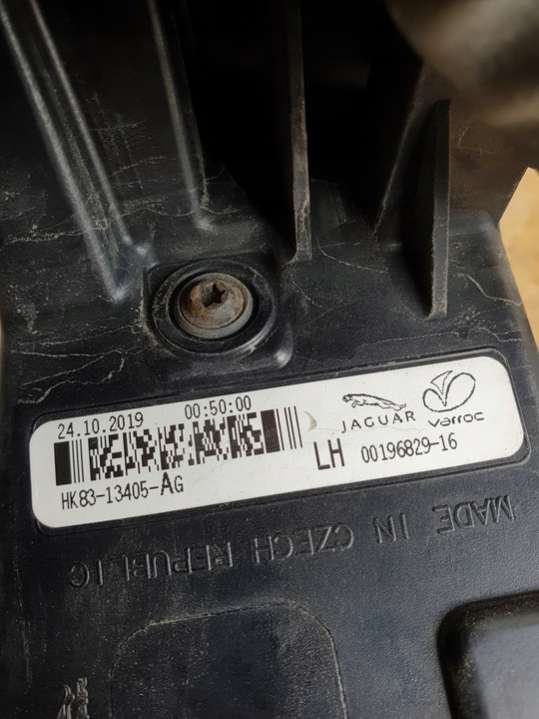 24.10.2019 00:50:00
JAGUAR
varroc
HK83-13405-AG
LH 00196829-16
MADE IN CZECH REPUBLIC